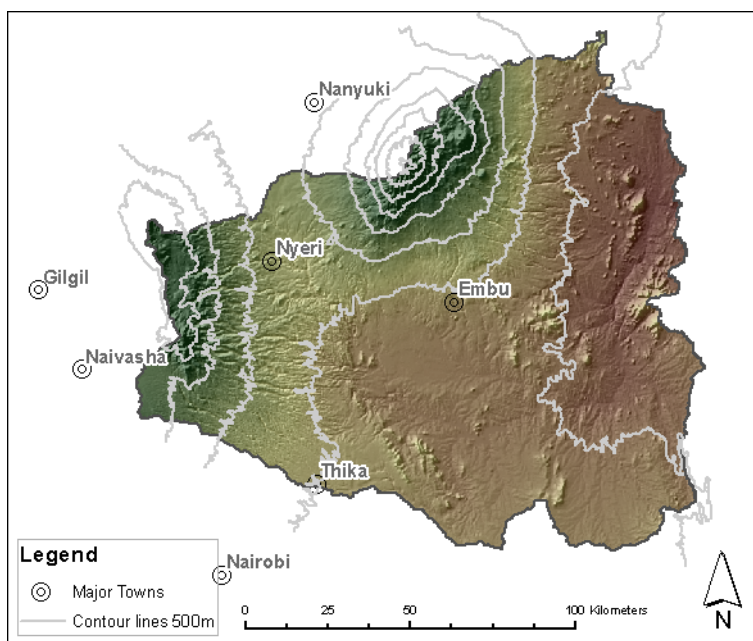 Nanyuki
Nyeri
Gilgil
Embu
Naivasha
Thika
Legend
Nairobi
Major Towns
Contour lines 500m
0 25 50 100 Kilometers
N